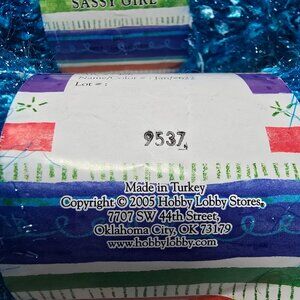 SASSY GIRL
Name/Color #:
Lot #:
9537
Made in Turkey
Copyright © 2005 Hobby Lobby Stores,
7707 SW 44th Street,
Oklahoma City, OK 73179
www.hobbylobby.com